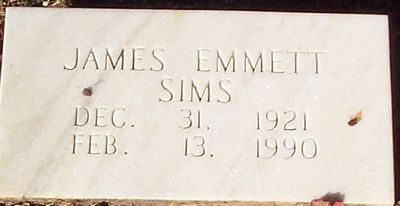 JAMES EMMETT
SIMS
DEC. 31. 1921
FEB. 13. 1990